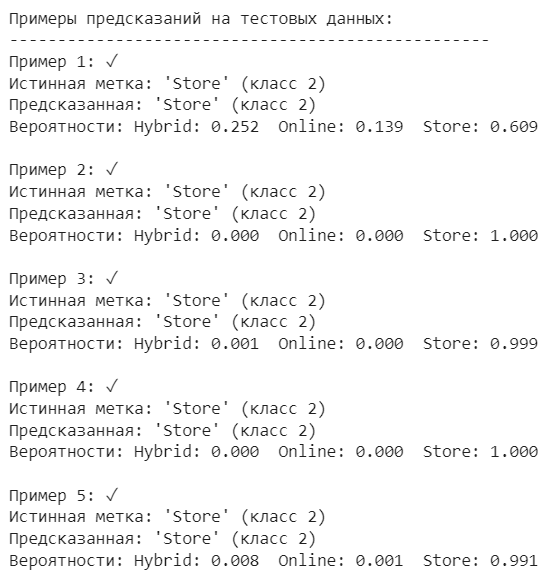 Примеры предсказаний на тестовых данных:
--------------------------------------------------
Пример 1: ✓
Истинная метка: 'Store' (класс 2)
Предсказанная: 'Store' (класс 2)
Вероятности: Hybrid: 0.252  Online: 0.139  Store: 0.609
Пример 2: ✓
Истинная метка: 'Store' (класс 2)
Предсказанная: 'Store' (класс 2)
Вероятности: Hybrid: 0.000  Online: 0.000  Store: 1.000
Пример 3: ✓
Истинная метка: 'Store' (класс 2)
Предсказанная: 'Store' (класс 2)
Вероятности: Hybrid: 0.001  Online: 0.000  Store: 0.999
Пример 4: ✓
Истинная метка: 'Store' (класс 2)
Предсказанная: 'Store' (класс 2)
Вероятности: Hybrid: 0.000  Online: 0.000  Store: 1.000
Пример 5: ✓
Истинная метка: 'Store' (класс 2)
Предсказанная: 'Store' (класс 2)
Вероятности: Hybrid: 0.008  Online: 0.001  Store: 0.991